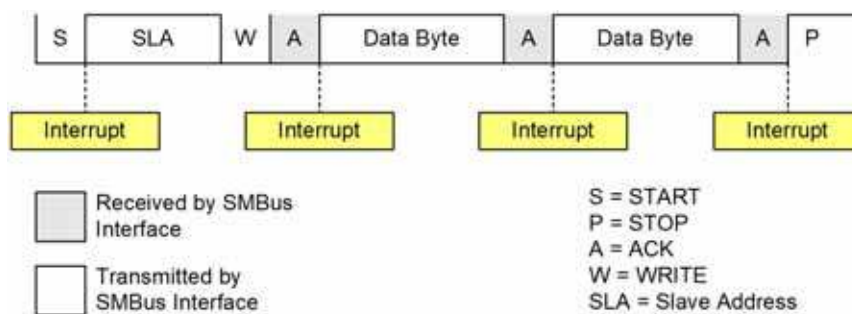 S SLA W A Data Byte A Data Byte A P
Interrupt Interrupt Interrupt Interrupt
Received by SMBus
Interface
Transmitted by
SMBus Interface
S = START
P = STOP
A = ACK
W = WRITE
SLA = Slave Address